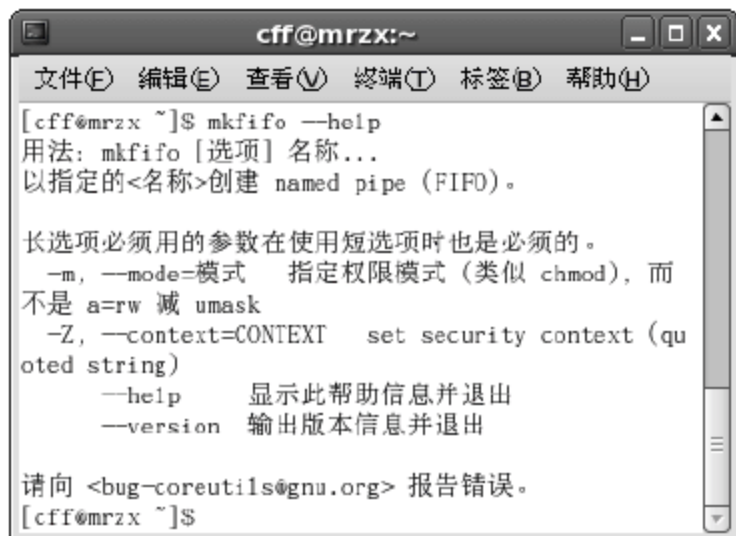 cff@mrzx:~
文件(F) 编辑(E) 查看(V) 终端(T) 标签(B) 帮助(H)
[cff@mrzx ~]$ mkfifo --help
用法: mkfifo [选项] 名称...
以指定的<名称>创建 named pipe (FIFO)。
长选项必须用的参数在使用短选项时也是必须的。
-m, --mode=模式 指定权限模式 (类似 chmod), 而
不是 a=rw 减 umask
-Z, --context=CONTEXT set security context (qu
oted string)
--help 显示此帮助信息并退出
--version 输出版本信息并退出
请向 <bug-coreutils@gnu.org> 报告错误。
[cff@mrzx ~]$